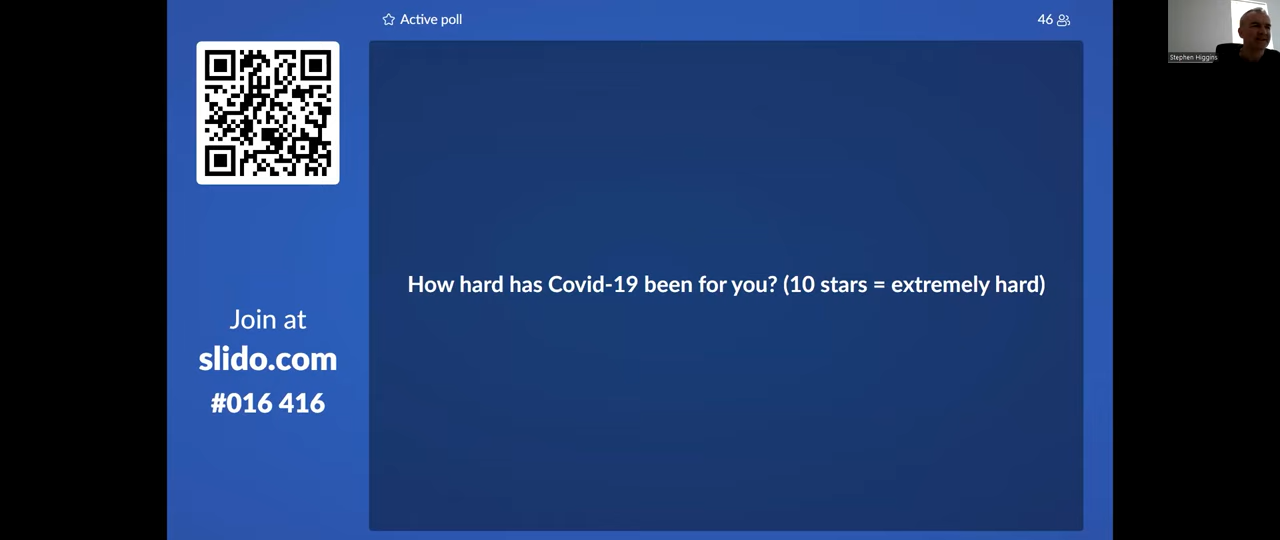 Active poll
46
Stephen Higgins
How hard has Covid-19 been for you? (10 stars = extremely hard)
Join at
slido.com
#016 416